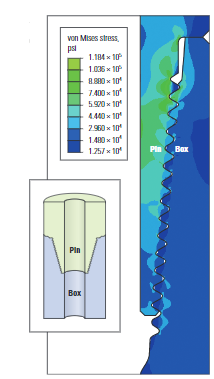 von Mises stress,
psi
1.184 × 10⁵
1.036 × 10⁵
8.880 × 10⁴
7.400 × 10⁴
5.920 × 10⁴
4.440 × 10⁴
2.960 × 10⁴
1.480 × 10⁴
1.257 × 10⁴
Pin Box
Pin
Box